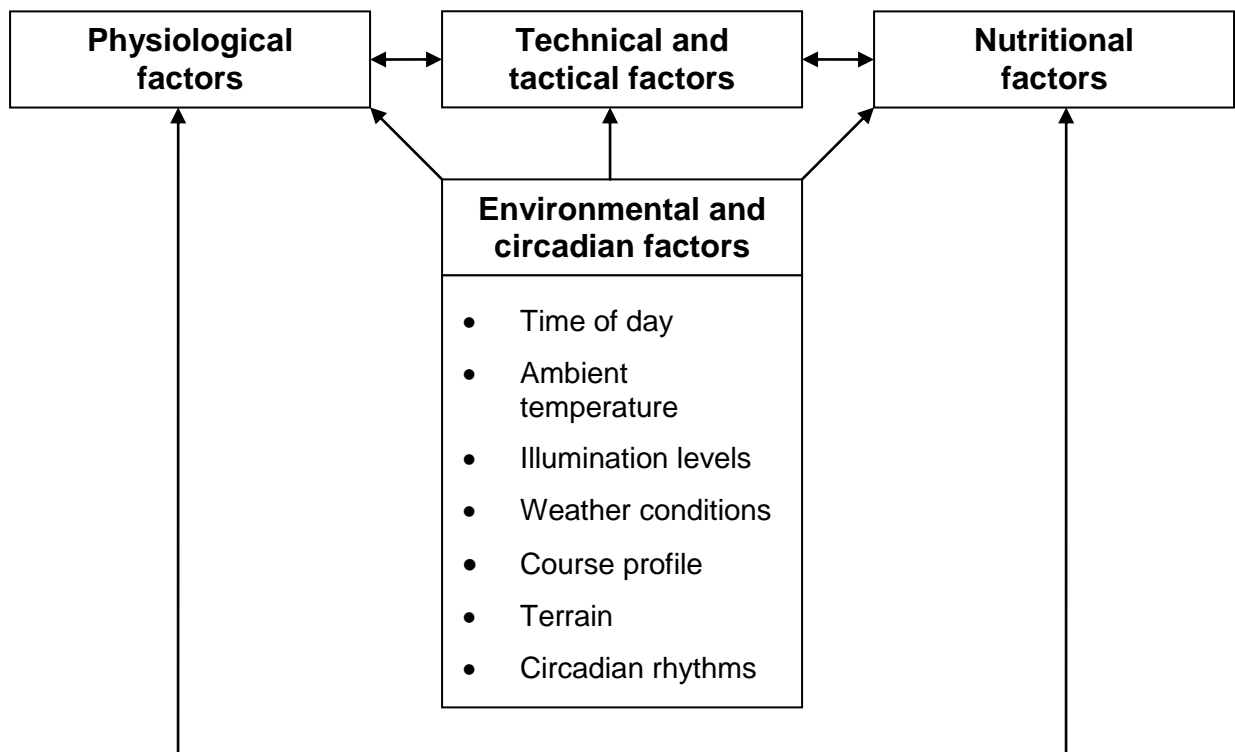 Physiological
factors
Technical and
tactical factors
Nutritional
factors
Environmental and
circadian factors
• Time of day
• Ambient
temperature
• Illumination levels
• Weather conditions
• Course profile
• Terrain
• Circadian rhythms